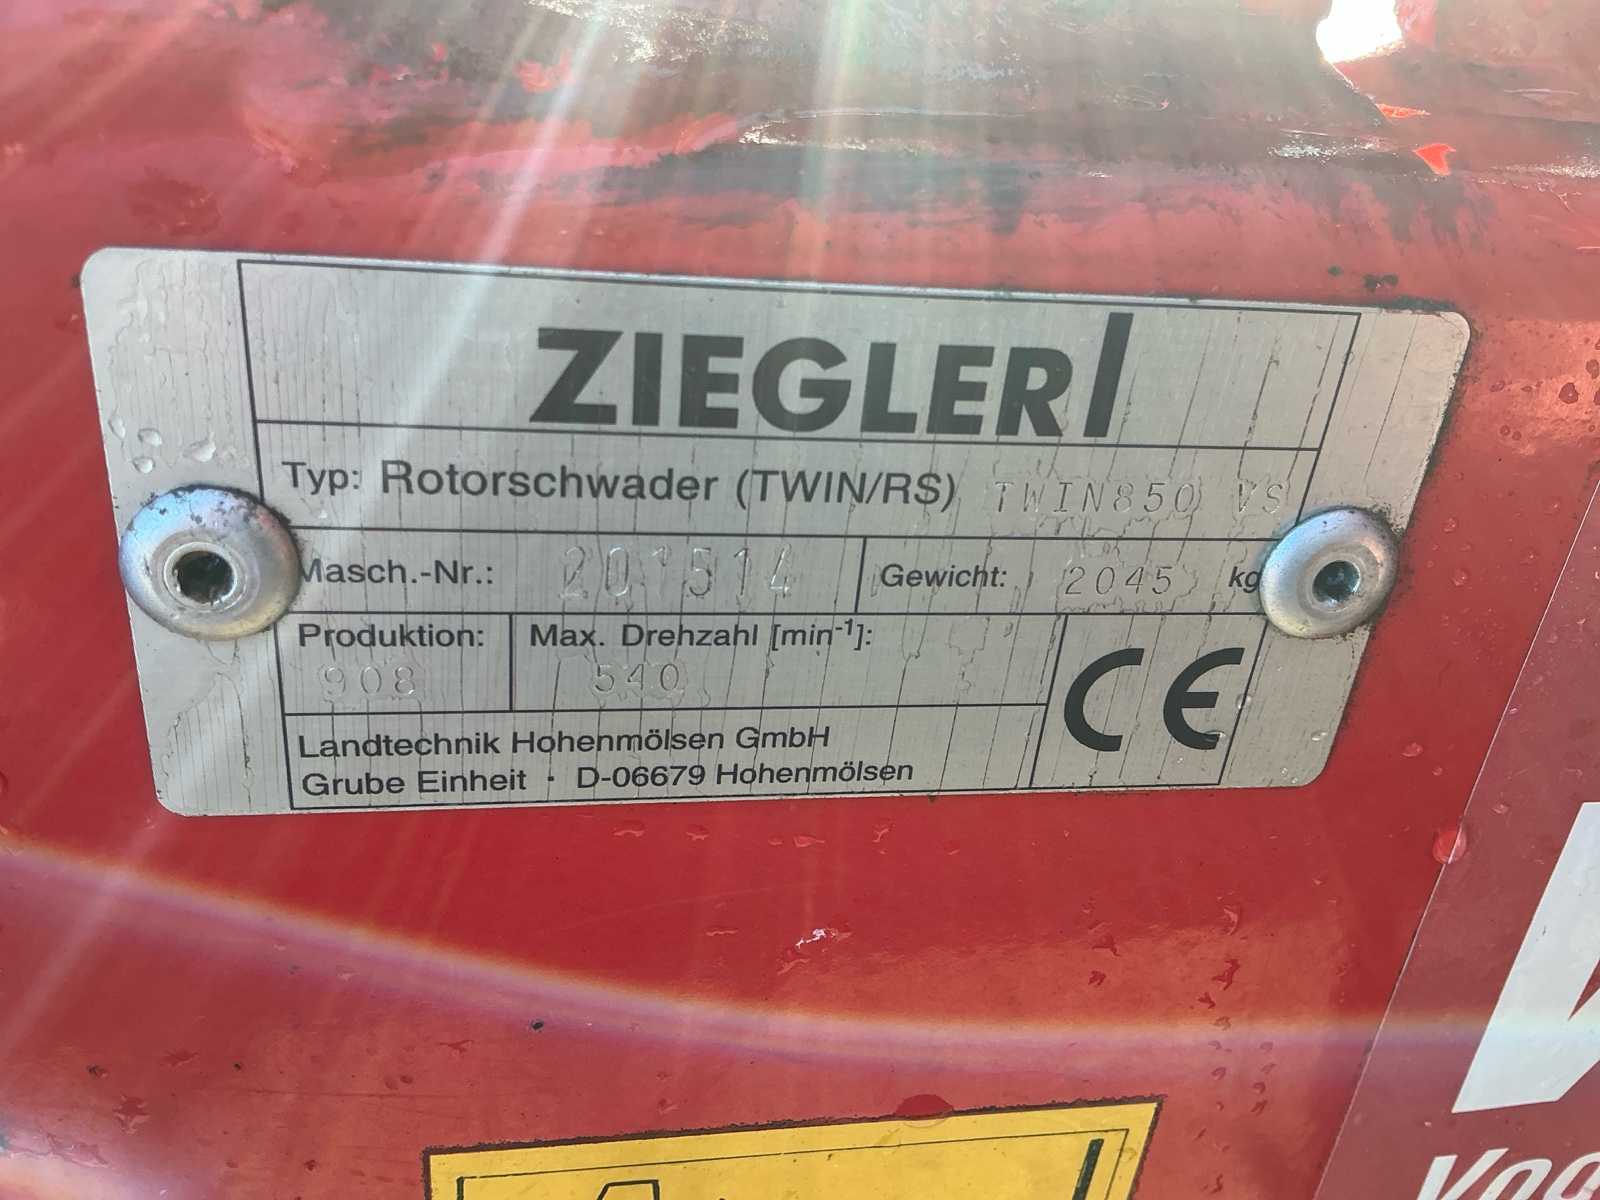 ZIEGLER
Typ: Rotorschwader (TWIN/RS) TWIN850 VS
Masch.-Nr.: 201514 Gewicht: 2045 kg
Produktion: Max. Drehzahl [min-1]:
908 540
Landtechnik Hohenmölsen GmbH
Grube Einheit · D-06679 Hohenmölsen
CE